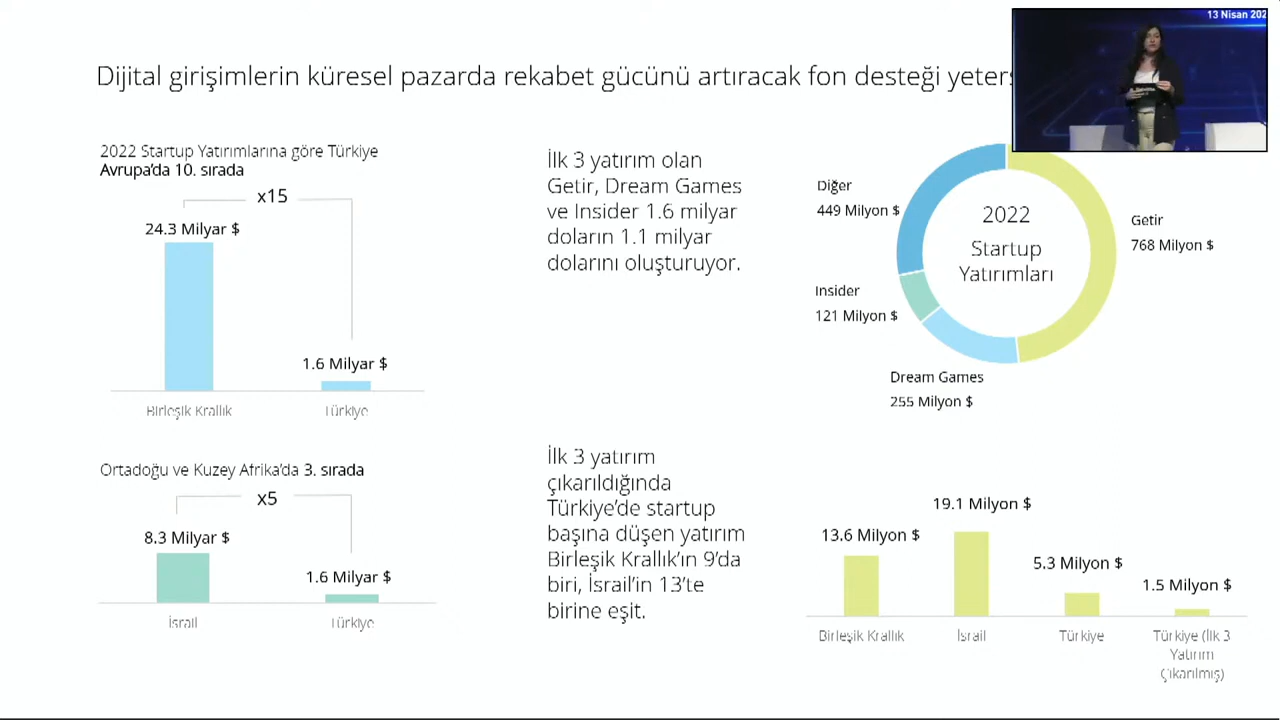 13 Nisan 202
Dijital girişimlerin küresel pazarda rekabet gücünü artıracak fon desteği yeters
2022 Startup Yatırımlarına göre Türkiye
Avrupa’da 10. sırada
x15
24.3 Milyar $
1.6 Milyar $
Birleşik Krallık
Türkiye
Ortadoğu ve Kuzey Afrika’da 3. sırada
x5
8.3 Milyar $
1.6 Milyar $
İsrail
Türkiye
İlk 3 yatırım olan
Getir, Dream Games
ve Insider 1.6 milyar
doların 1.1 milyar
dolarını oluşturuyor.
İlk 3 yatırım
çıkarıldığında
Türkiye’de startup
başına düşen yatırım
Birleşik Krallık’ın 9’da
biri, İsrail’in 13’te
birine eşit.
Diğer
449 Milyon $
Insider
121 Milyon $
2022
Startup
Yatırımları
Getir
768 Milyon $
Dream Games
255 Milyon $
13.6 Milyon $
19.1 Milyon $
5.3 Milyon $
1.5 Milyon $
Birleşik Krallık
İsrail
Türkiye
Türkiye (İlk 3
Yatırım
Çıkarılmış)